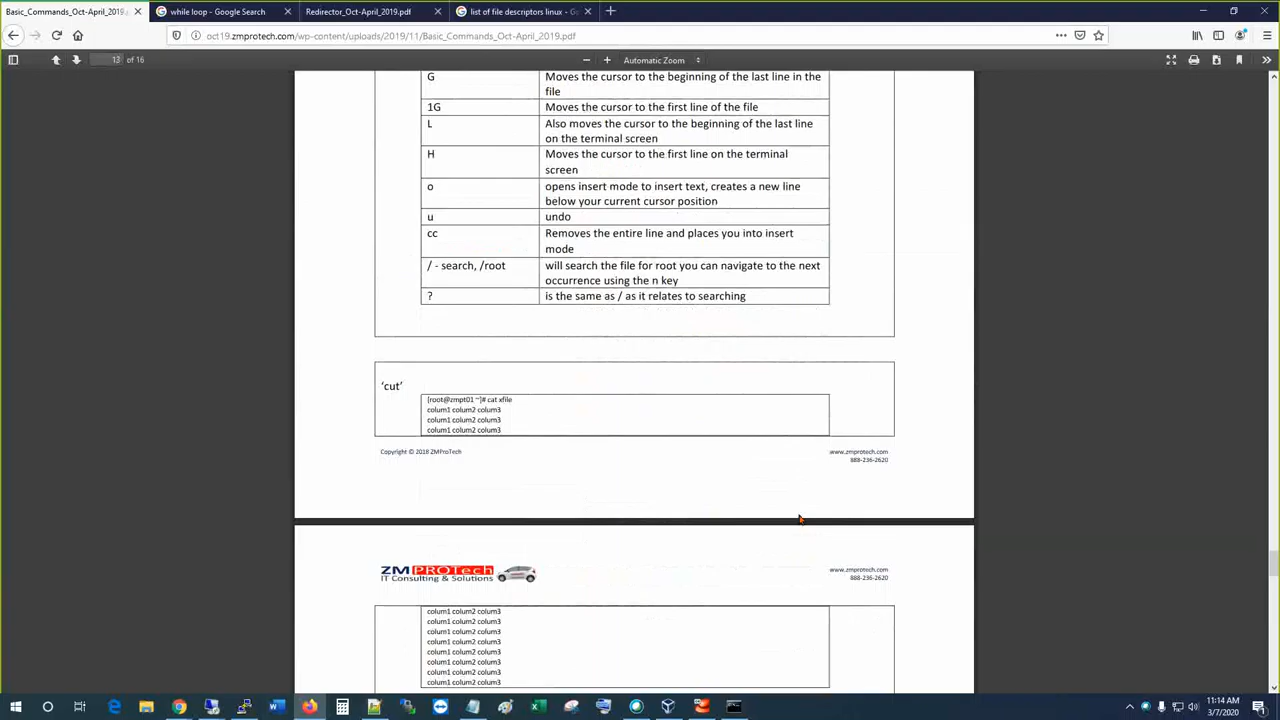 Basic_Commands_Oct-April_2019.
while loop - Google Search
Redirector_Oct-April_2019.pdf
list of file descriptors linux - Go
oct19.zmprotech.com/wp-content/uploads/2019/11/Basic_Commands_Oct-April_2019.pdf
13 of 16
Automatic Zoom
G Moves the cursor to the beginning of the last line in the
file
1G Moves the cursor to the first line of the file
L Also moves the cursor to the beginning of the last line
on the terminal screen
H Moves the cursor to the first line on the terminal
screen
o opens insert mode to insert text, creates a new line
below your current cursor position
u undo
cc Removes the entire line and places you into insert
mode
/ - search, /root will search the file for root you can navigate to the next
occurrence using the n key
? is the same as / as it relates to searching
‘cut’
[root@zmpt01 ~]# cat xfile
colum1 colum2 colum3
colum1 colum2 colum3
colum1 colum2 colum3
Copyright © 2018 ZMProTech
www.zmprotech.com
888-236-2620
ZM PROTech
IT Consulting & Solutions
www.zmprotech.com
888-236-2620
colum1 colum2 colum3
colum1 colum2 colum3
colum1 colum2 colum3
colum1 colum2 colum3
colum1 colum2 colum3
colum1 colum2 colum3
colum1 colum2 colum3
colum1 colum2 colum3
11:14 AM
3/7/2020